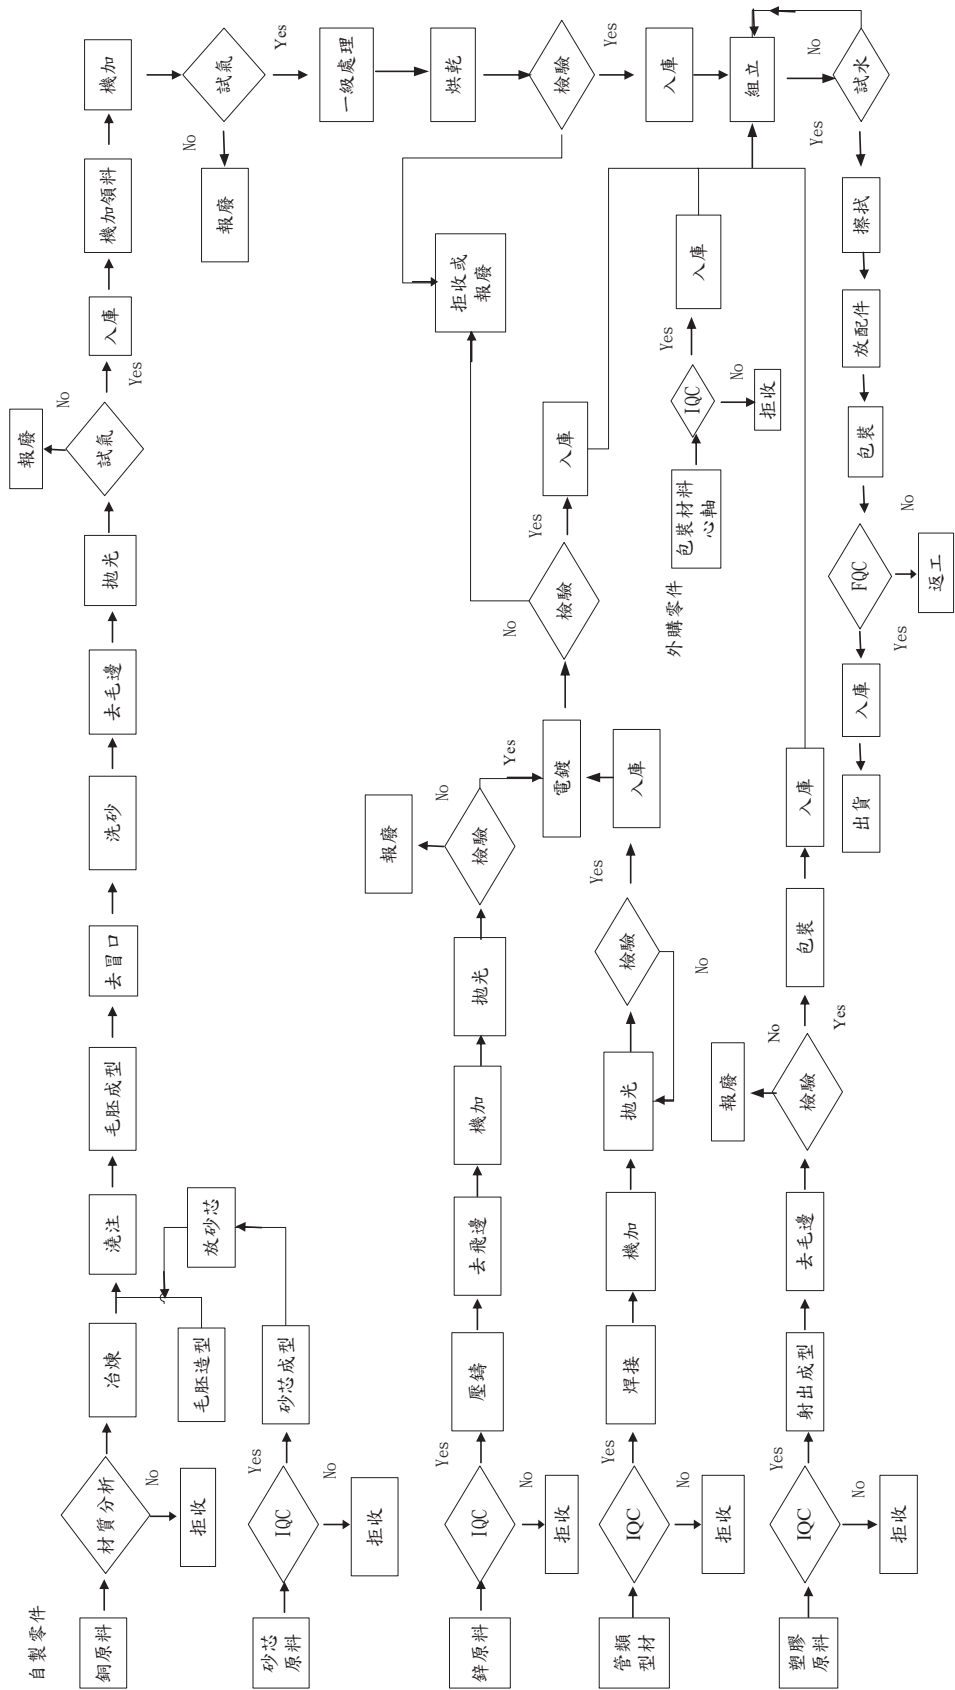 自製零件
銅原料
材質分析
No
拒收
冶煉
澆注
毛胚成型
去冒口
洗砂
去毛邊
拋光
試氣
No
報廢
Yes
入庫
機加領料
機加
試氣
No
報廢
Yes
一級處理
烘乾
檢驗
Yes
入庫
組立
試水
No
Yes
擦拭
放配件
包裝
FQC
No
返工
Yes
入庫
出貨
毛胚造型
放砂芯
砂芯
原料
IQC
No
拒收
Yes
砂芯成型
鋅原料
IQC
No
拒收
Yes
壓鑄
去飛邊
機加
拋光
檢驗
No
報廢
Yes
電鍍
檢驗
No
拒收或
報廢
Yes
入庫
管類
型材
IQC
No
拒收
Yes
焊接
機加
拋光
檢驗
No
Yes
入庫
外購零件
包裝材料
心軸
IQC
No
拒收
Yes
入庫
塑膠
原料
IQC
No
拒收
Yes
射出成型
去毛邊
檢驗
No
報廢
Yes
包裝
入庫